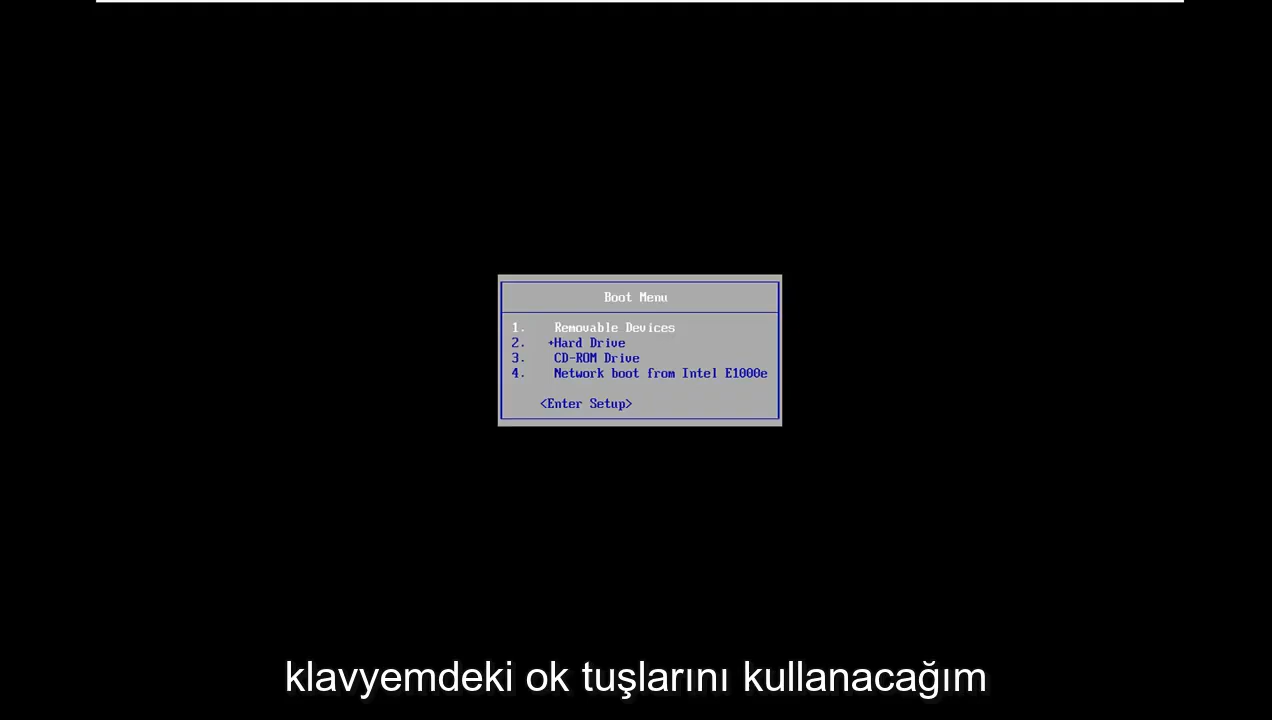 Boot Menu
1. Removable Devices
2. +Hard Drive
3. CD-ROM Drive
4. Network boot from Intel E1000e
<Enter Setup>
klavyemdeki ok tuşlarını kullanacağım